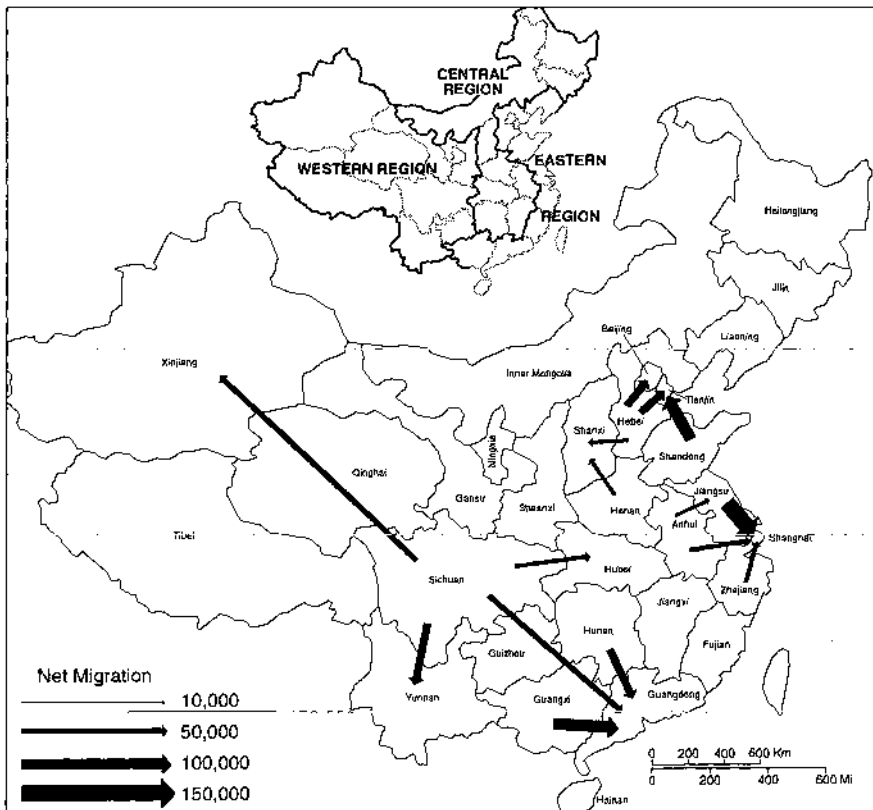 CENTRAL
REGION
WESTERN REGION
EASTERN
REGION
Heilongjiang
Jilin
Liaoning
Beijing
Xinjiang
Inner Mongolia
Tianjin
Hebei
Shanxi
Ningxia
Shandong
Qinghai
Gansu
Shaanxi
Henan
Jiangsu
Anhui
Shanghai
Tibet
Sichuan
Hubei
Zhejiang
Jiangxi
Hunan
Guizhou
Fujian
Yunnan
Guangxi
Guangdong
Hainan
Net Migration
10,000
50,000
100,000
150,000
0 200 400 600 Km
0 200 400 600 Mi